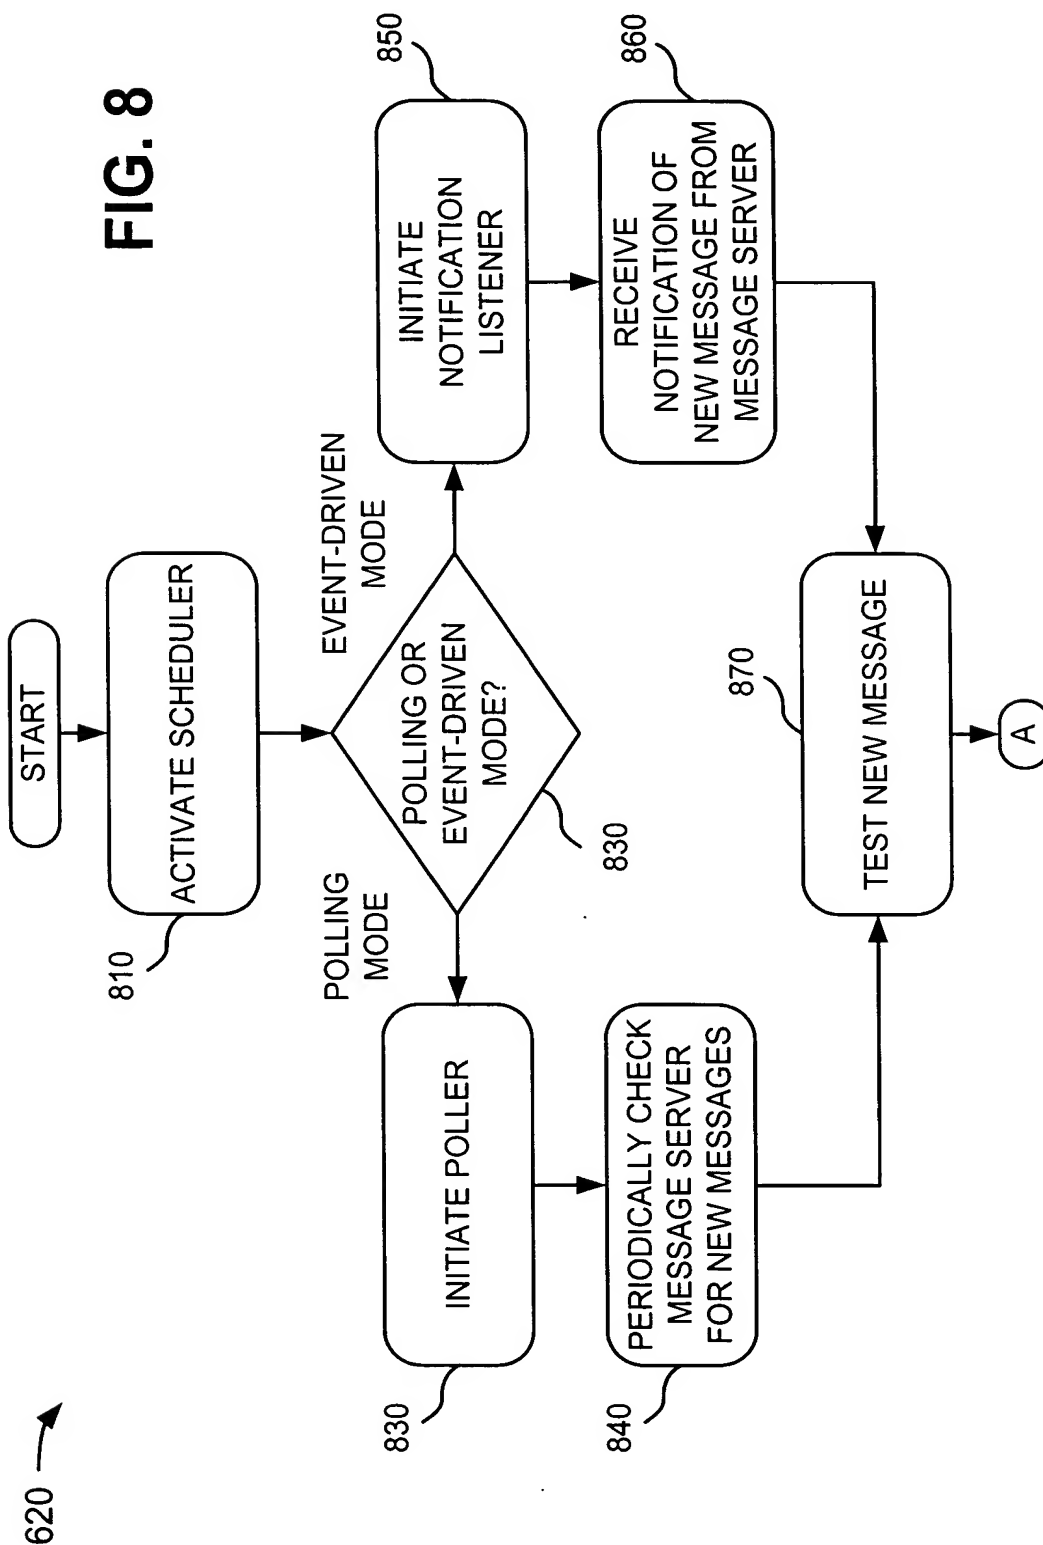 620
FIG. 8
START
810
ACTIVATE SCHEDULER
POLLING OR
EVENT-DRIVEN
MODE?
830
POLLING
MODE
EVENT-DRIVEN
MODE
830
INITIATE POLLER
840
PERIODICALLY CHECK
MESSAGE SERVER
FOR NEW MESSAGES
850
INITIATE
NOTIFICATION
LISTENER
860
RECEIVE
NOTIFICATION OF
NEW MESSAGE FROM
MESSAGE SERVER
870
TEST NEW MESSAGE
A